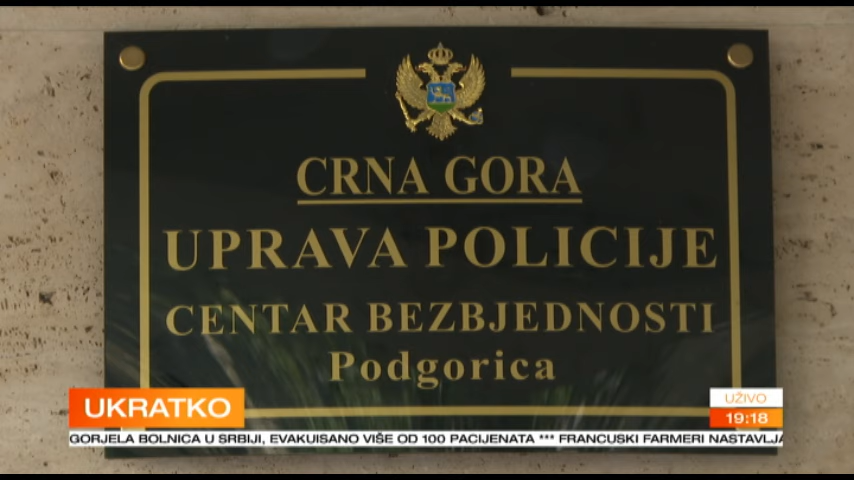 CRNA GORA
UPRAVA POLICIJE
CENTAR BEZBJEDNOSTI
Podgorica
UKRATKO
UŽIVO
19:18
GORJELA BOLNICA U SRBIJI, EVAKUISANO VIŠE OD 100 PACIJENATA *** FRANCUSKI FARMERI NASTAVLJA